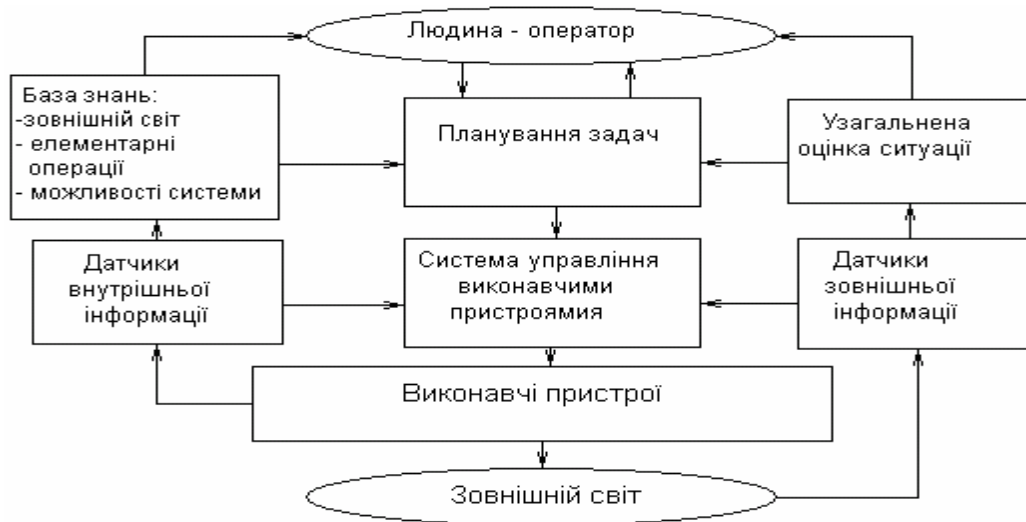 Людина - оператор
База знань:
-зовнішній світ
- елементарні
операції
- можливості системи
Планування задач
Узагальнена
оцінка ситуації
Датчики
внутрішньої
інформації
Система управління
виконавчими
пристроямия
Датчики
зовнішньої
інформації
Виконавчі пристрої
Зовнішній світ